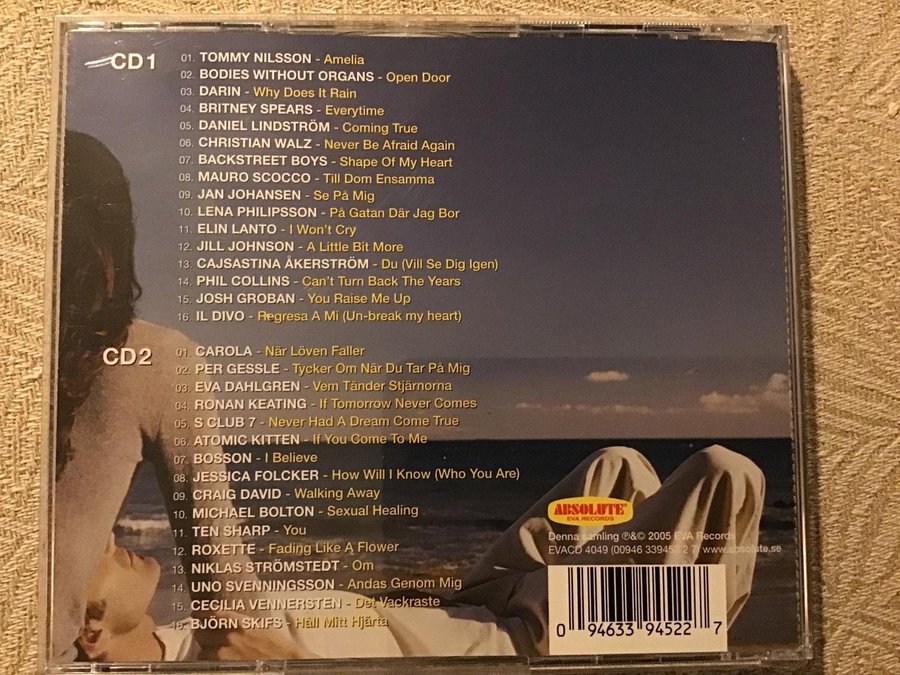 CD1
01. TOMMY NILSSON - Amelia
02. BODIES WITHOUT ORGANS - Open Door
03. DARIN - Why Does It Rain
04. BRITNEY SPEARS - Everytime
05. DANIEL LINDSTRÖM - Coming True
06. CHRISTIAN WALZ - Never Be Afraid Again
07. BACKSTREET BOYS - Shape Of My Heart
08. MAURO SCOCCO - Till Dom Ensamma
09. JAN JOHANSEN - Se På Mig
10. LENA PHILIPSSON - På Gatan Där Jag Bor
11. ELIN LANTO - I Won't Cry
12. JILL JOHNSON - A Little Bit More
13. CAJSASTINA ÅKERSTRÖM - Du (Vill Se Dig Igen)
14. PHIL COLLINS - Can't Turn Back The Years
15. JOSH GROBAN - You Raise Me Up
16. IL DIVO - Regresa A Mi (Un-break my heart)
CD2
01. CAROLA - När Löven Faller
02. PER GESSLE - Tycker Om När Du Tar På Mig
03. EVA DAHLGREN - Vem Tänder Stjärnorna
04. RONAN KEATING - If Tomorrow Never Comes
05. S CLUB 7 - Never Had A Dream Come True
06. ATOMIC KITTEN - If You Come To Me
07. BOSSON - I Believe
08. JESSICA FOLCKER - How Will I Know (Who You Are)
09. CRAIG DAVID - Walking Away
10. MICHAEL BOLTON - Sexual Healing
11. TEN SHARP - You
12. ROXETTE - Fading Like A Flower
13. NIKLAS STRÖMSTEDT - Om
14. UNO SVENNINGSSON - Andas Genom Mig
15. CECILIA VENNERSTEN - Det Vackraste
16. BJÖRN SKIFS - Håll Mitt Hjärta
ABSOLUTE
EVA RECORDS
Denna samling ℗&© 2005 EVA Records
EVACD 4049 (00946 339452 2 7) www.absolute.se
0 94633 94522 7